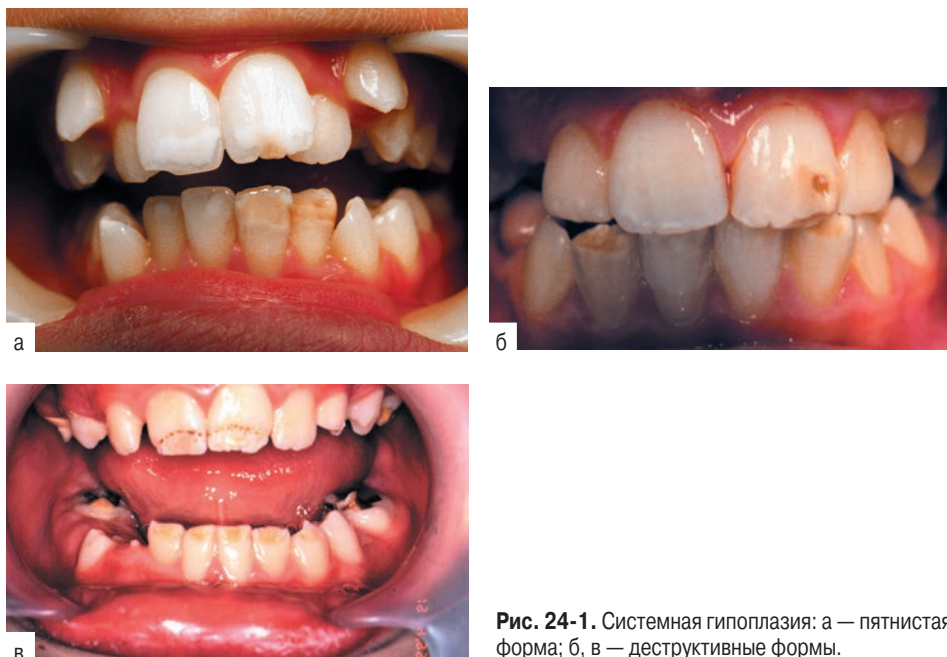 а
б
в
Рис. 24-1. Системная гипоплазия: а — пятнистая
форма; б, в — деструктивные формы.